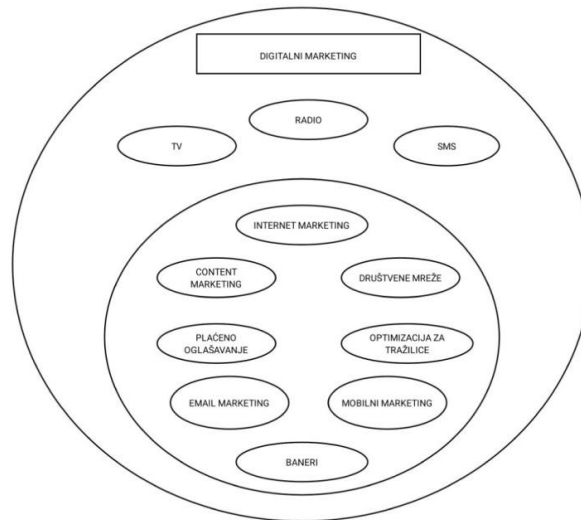 DIGITALNI MARKETING
RADIO
TV
SMS
INTERNET MARKETING
CONTENT
MARKETING
DRUŠTVENE MREŽE
PLAĆENO
OGLAŠAVANJE
OPTIMIZACIJA ZA
TRAŽILICE
EMAIL MARKETING
MOBILNI MARKETING
BANERI